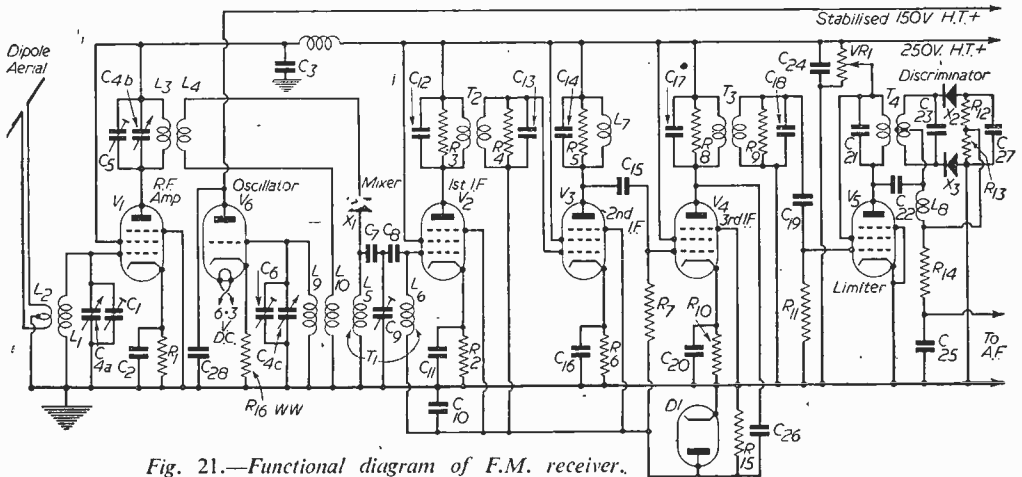 Stabilised 150V H.T.+
250V. H.T.+
Dipole
Aerial
C3
C4b
L3
L4
C5
R.F.
Amp
V1
Oscillator
V6
Mixer
X1
C12
T2
C13
R3
R4
1st I.F.
V2
C14
L7
R5
V3
2nd
I.F.
C15
C17
T3
C18
R8
R9
V4
3rd I.F.
C24
VR1
Discriminator
T4
C23
X2
R12
C27
X3
R13
C21
V5
C22
L8
Limiter
C19
L2
L1
C1
C4a
C2
R1
C28
6·3
V
D.C.
C6
C4c
R16 WW
L9
L10
L5
C7
C8
L6
C9
T1
C11
R2
C10
C16
R6
R7
R10
C20
D1
R15
C26
R11
R14
C25
To
A.F.
Fig. 21.—Functional diagram of F.M. receiver.